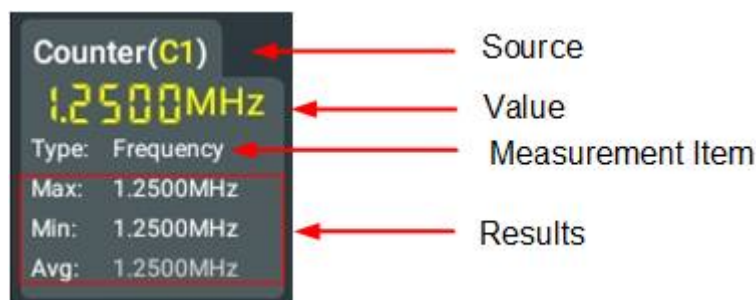 Counter(C1)
Source
1.2500MHz
Value
Type: Frequency
Measurement Item
Max: 1.2500MHz
Min: 1.2500MHz
Results
Avg: 1.2500MHz